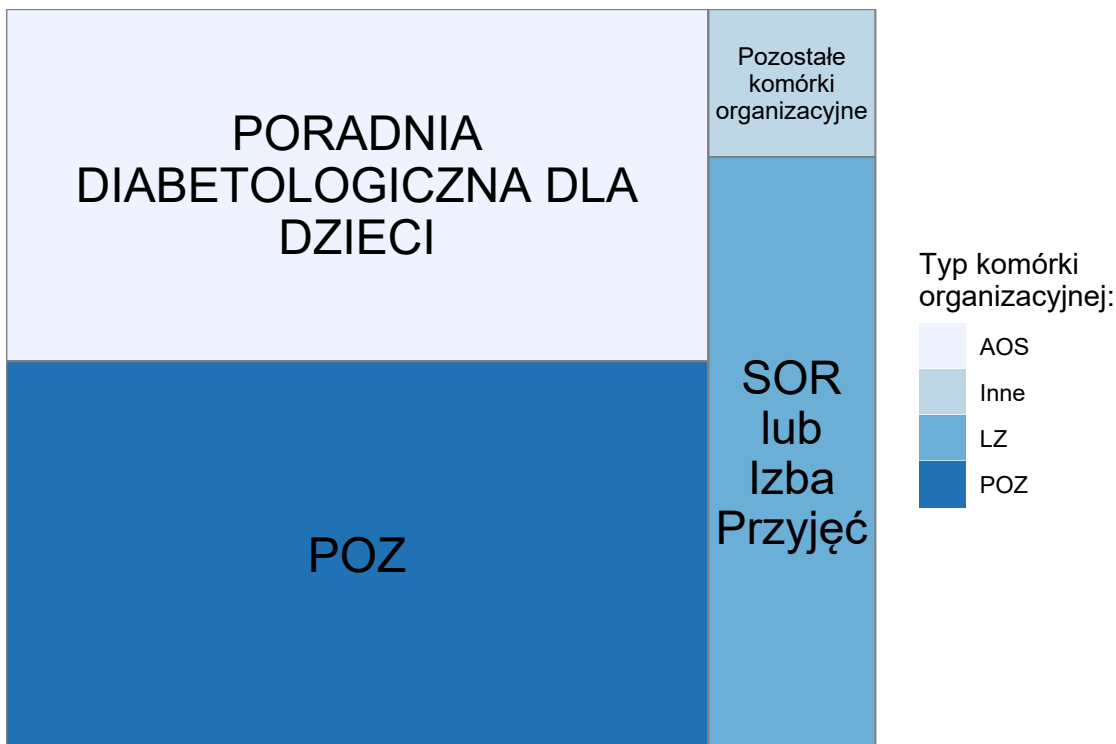 PORADNIA
DIABETOLOGICZNA DLA
DZIECI
POZ
Pozostałe
komórki
organizacyjne
SOR
lub
Izba
Przyjęć
Typ komórki
organizacyjnej:
AOS
Inne
LZ
POZ